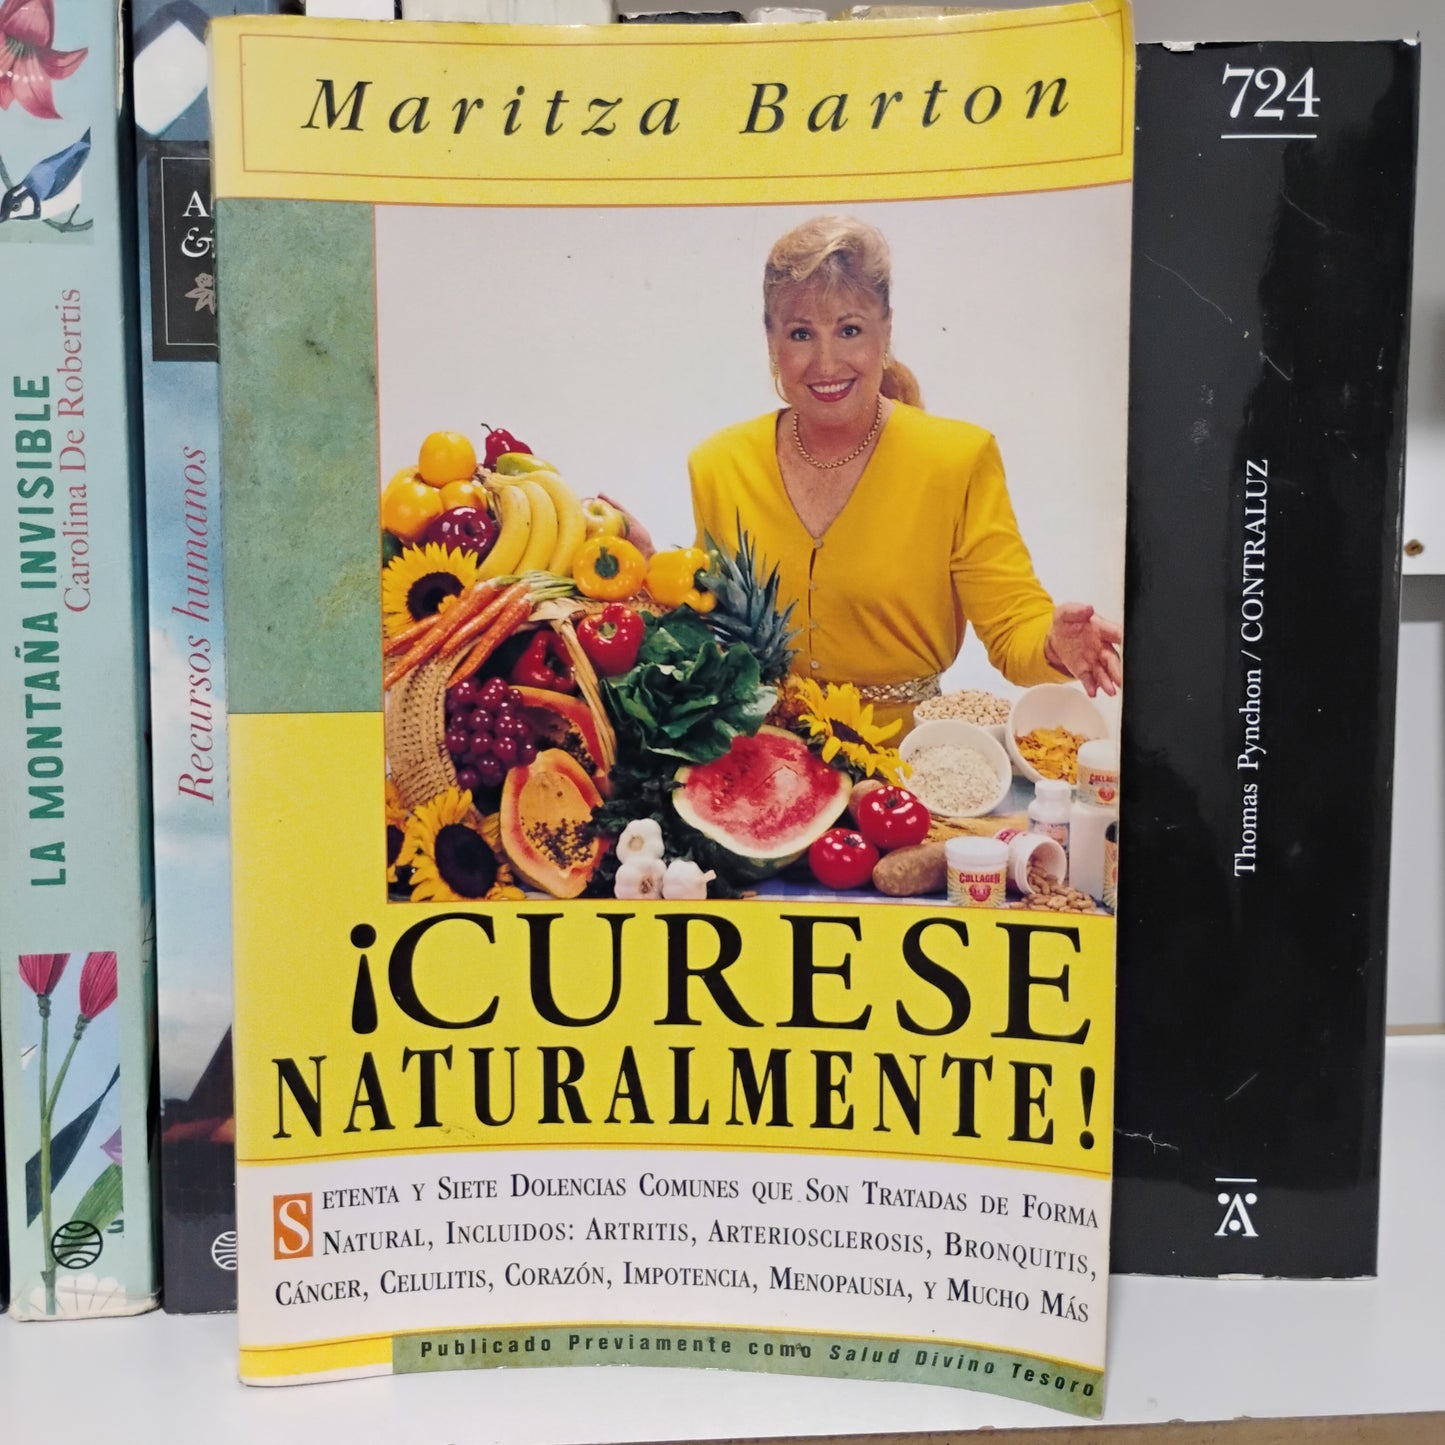 Maritza Barton
¡CURESE
NATURALMENTE!
SETENTA Y SIETE DOLENCIAS COMUNES QUE SON TRATADAS DE FORMA
NATURAL, INCLUIDOS: ARTRITIS, ARTERIOSCLEROSIS, BRONQUITIS,
CÁNCER, CELULITIS, CORAZÓN, IMPOTENCIA, MENOPAUSIA, Y MUCHO MÁS
Publicado Previamente como Salud Divino Tesoro
COLLAGEN
LA MONTAÑA INVISIBLE
Carolina De Robertis
A
&
Recursos humanos
724
Thomas Pynchon / CONTRALUZ
A